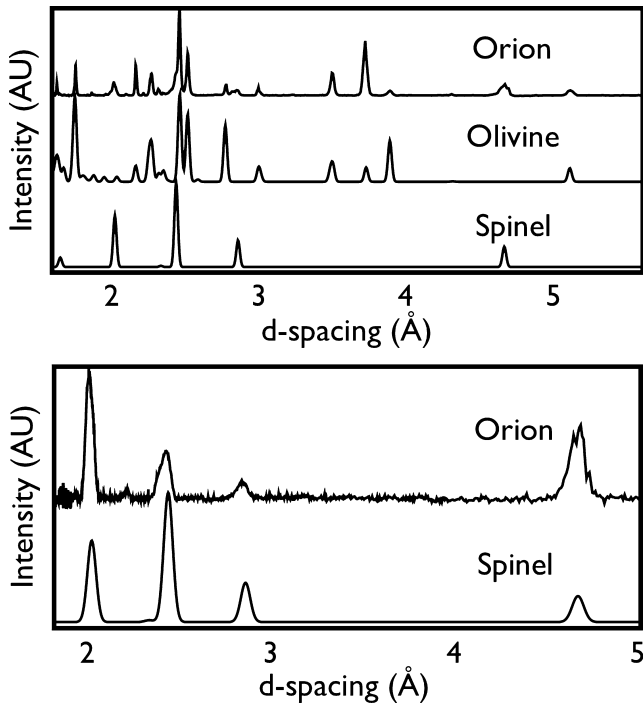 Intensity (AU)
Orion
Olivine
Spinel
2 3 4 5
d-spacing (Å)
Intensity (AU)
Orion
Spinel
2 3 4 5
d-spacing (Å)